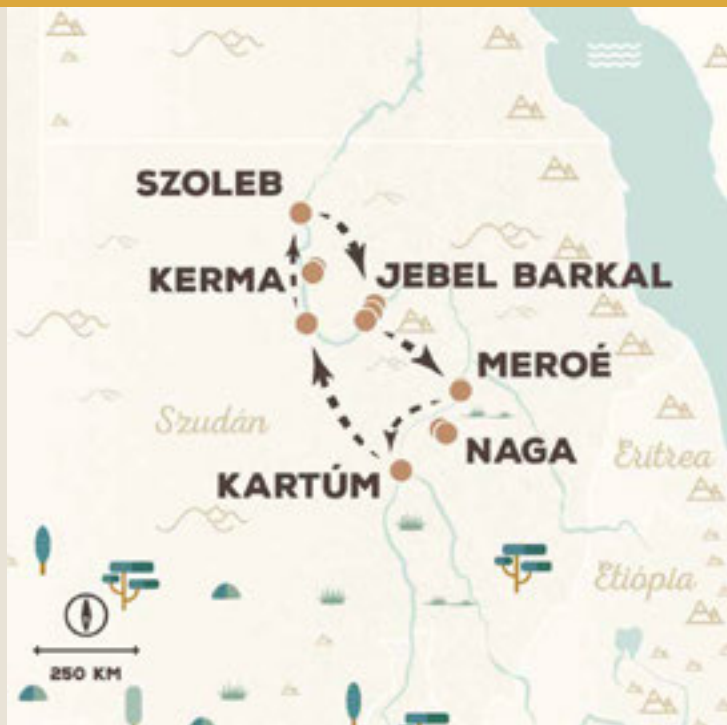 SZOLEB
KERMA
JEBEL BARKAL
MEROÉ
Szudán
NAGA
Eritrea
KARTÚM
Etiópia
250 KM